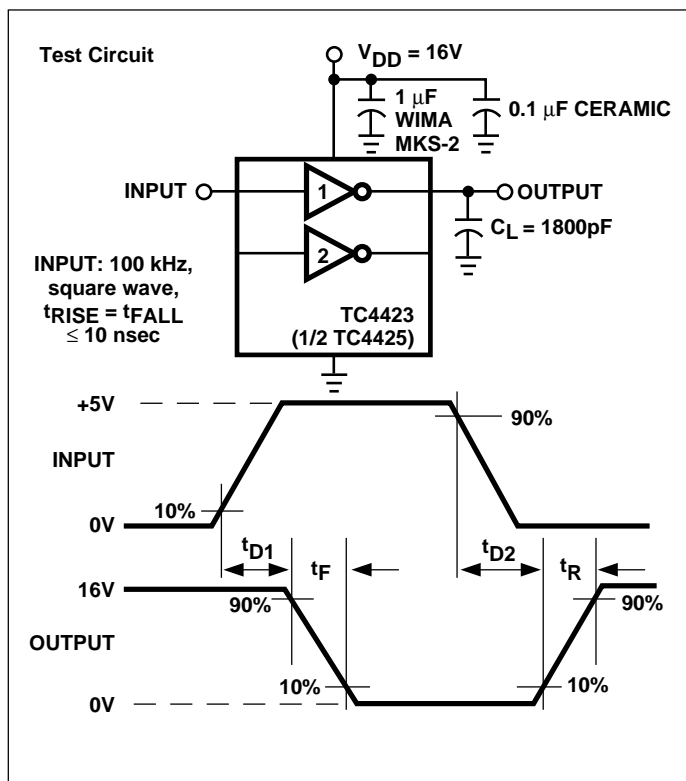 Test Circuit
VDD = 16V
1 μF
WIMA
MKS-2
0.1 μF CERAMIC
INPUT
1
OUTPUT
CL = 1800pF
2
INPUT: 100 kHz,
square wave,
tRISE = tFALL
≤ 10 nsec
TC4423
(1/2 TC4425)
+5V
90%
INPUT
10%
0V
tD1
tF
tD2
tR
16V
90%
90%
OUTPUT
10%
10%
0V